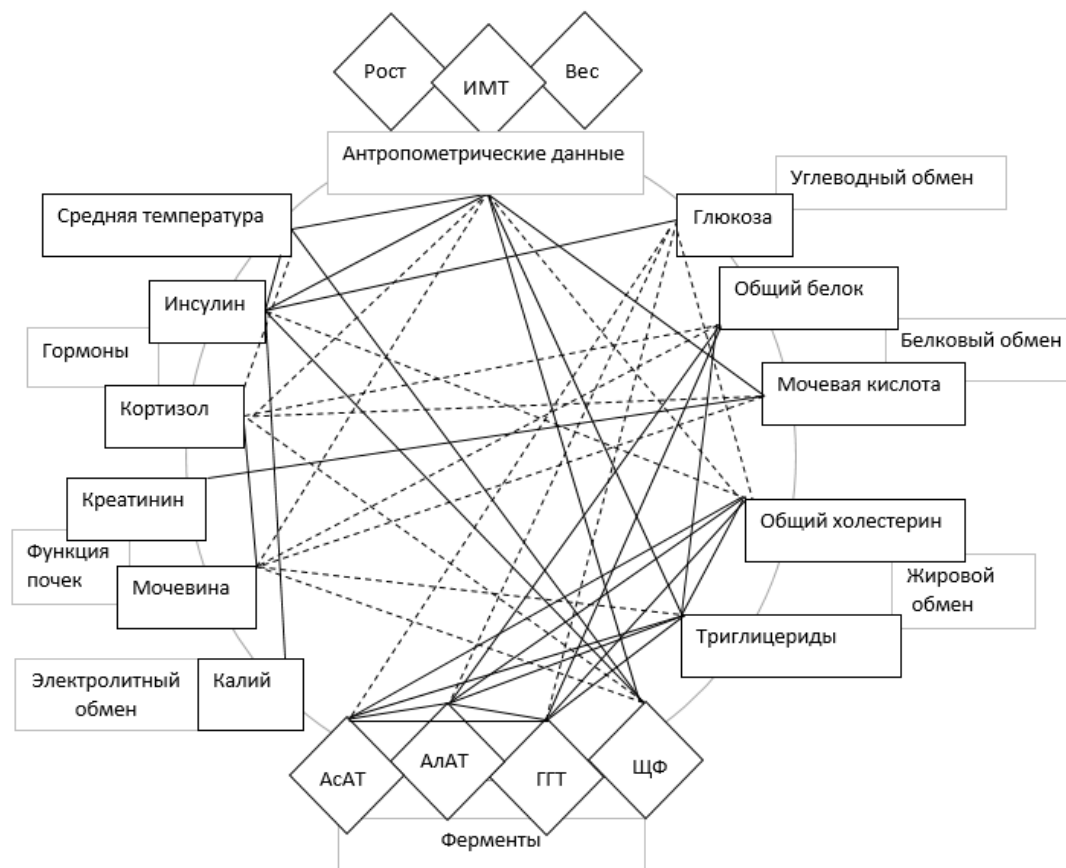 Рост
ИМТ
Вес
Антропометрические данные
Углеводный обмен
Средняя температура
Глюкоза
Инсулин
Общий белок
Гормоны
Белковый обмен
Кортизол
Мочевая кислота
Креатинин
Общий холестерин
Функция
почек
Мочевина
Жировой
обмен
Триглицериды
Электролитный
обмен
Калий
АсАТ
АлАТ
ГГТ
ЩФ
Ферменты